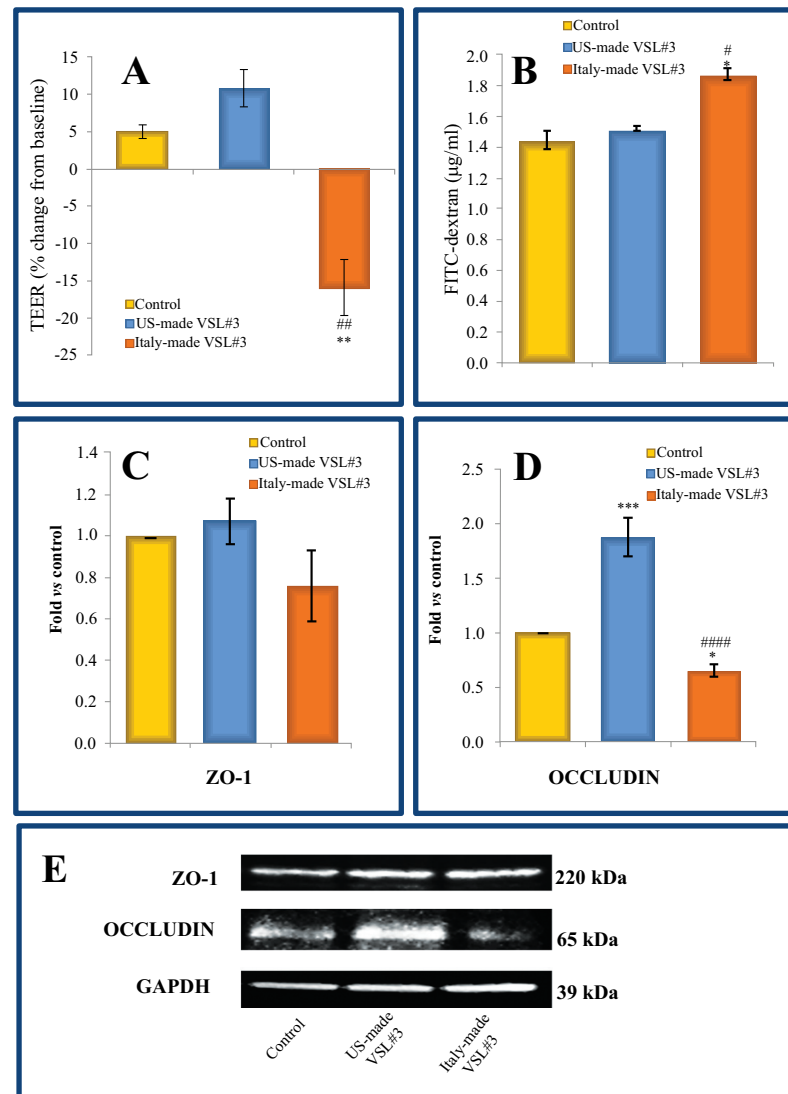 A
TEER (% change from baseline)
15
10
5
0
-5
-10
-15
-20
-25
Control
US-made VSL#3
Italy-made VSL#3
##
**
B
FITC-dextran (µg/ml)
2.0
1.8
1.6
1.4
1.2
1.0
0.8
0.6
0.4
0.2
0.0
Control
US-made VSL#3
Italy-made VSL#3
#
*
C
Fold vs control
1.4
1.2
1.0
0.8
0.6
0.4
0.2
0.0
Control
US-made VSL#3
Italy-made VSL#3
ZO-1
D
Fold vs control
2.5
2.0
1.5
1.0
0.5
0.0
Control
US-made VSL#3
Italy-made VSL#3
***
####
*
OCCLUDIN
E
ZO-1 220 kDa
OCCLUDIN 65 kDa
GAPDH 39 kDa
Control
US-made
VSL#3
Italy-made
VSL#3